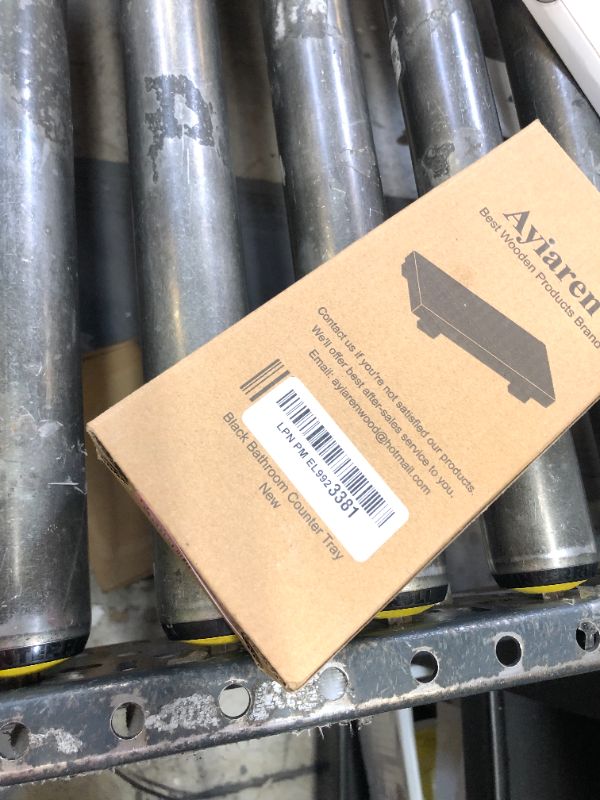 Ayiaren
Best Wooden Products Brand
Contact us if you're not satisfied our products.
We'll offer best after-sales service to you.
Email: ayiarenwood@hotmail.com
LPN PM EL9923381
Black Bathroom Counter Tray
New